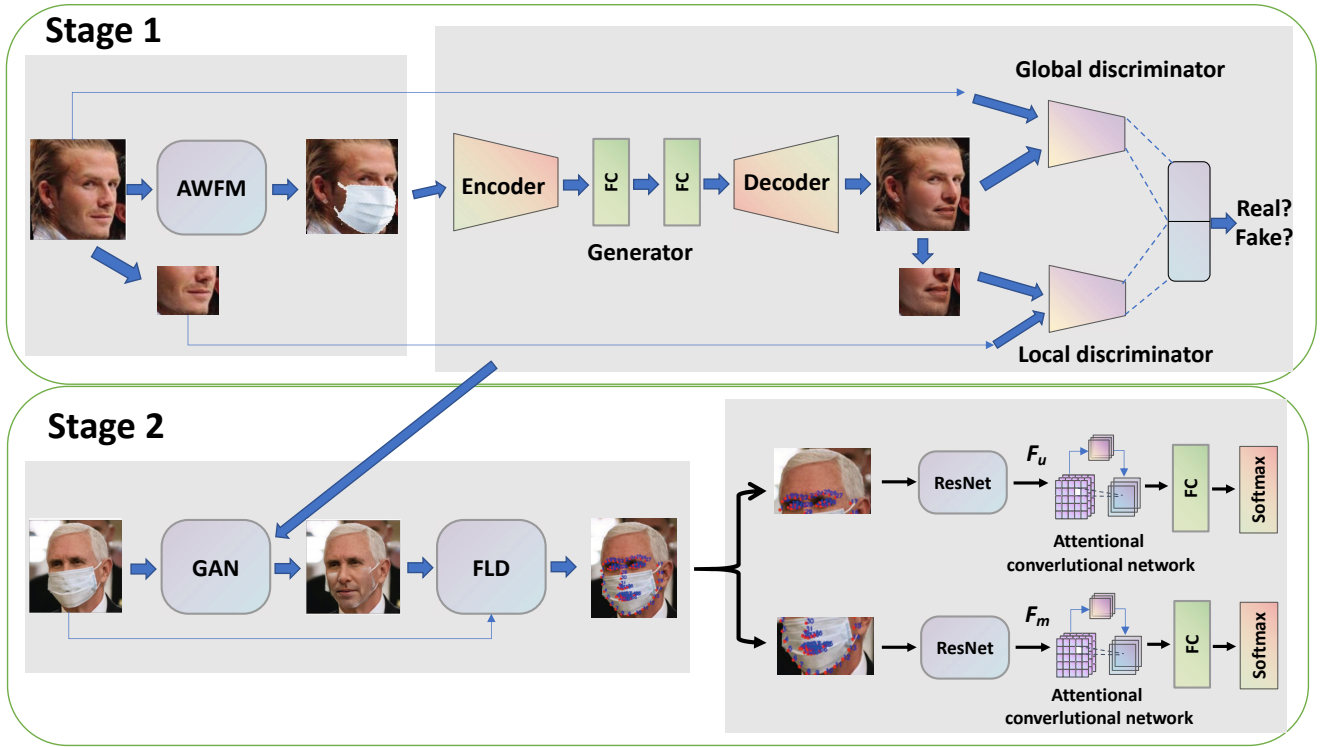 Stage 1
Global discriminator
AWFM
Encoder
FC
FC
Decoder
Generator
Real?
Fake?
Local discriminator
Stage 2
GAN
FLD
ResNet
Fu
Attentional
converlutional network
FC
Softmax
ResNet
Fm
Attentional
converlutional network
FC
Softmax